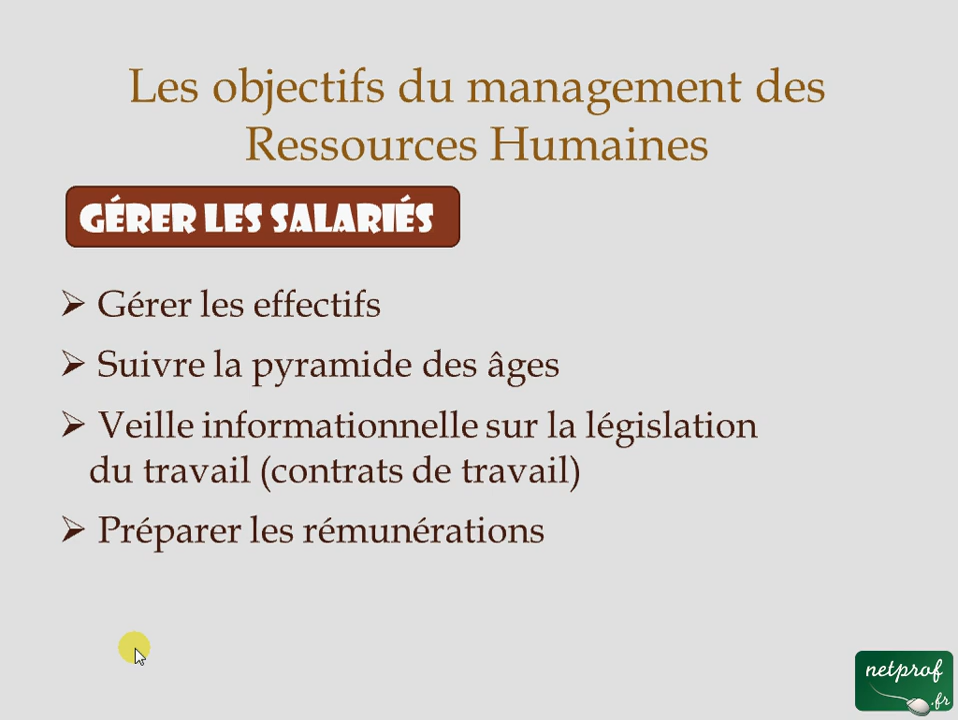 Les objectifs du management des
Ressources Humaines
GÉRER LES SALARIÉS
➢ Gérer les effectifs
➢ Suivre la pyramide des âges
➢ Veille informationnelle sur la législation
du travail (contrats de travail)
➢ Préparer les rémunérations
netprof
.fr